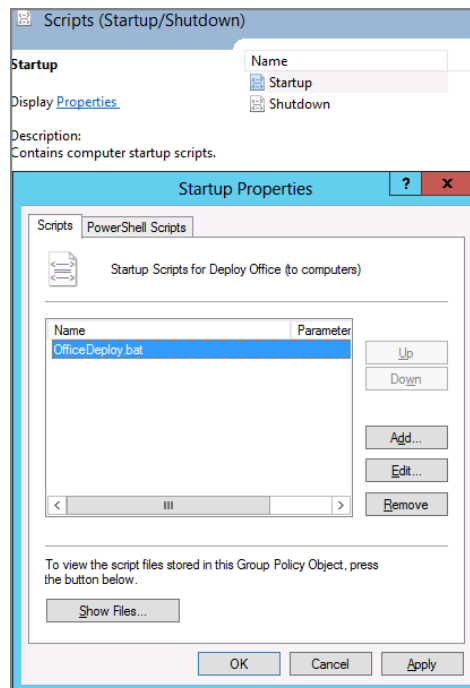 Scripts (Startup/Shutdown)
Startup
Name
Startup
Display Properties
Shutdown
Description:
Contains computer startup scripts.
Startup Properties
?
x
Scripts
PowerShell Scripts
Startup Scripts for Deploy Office (to computers)
Name
Parameter
OfficeDeploy.bat
Up
Down
Add...
Edit...
Remove
To view the script files stored in this Group Policy Object, press
the button below.
Show Files...
OK
Cancel
Apply